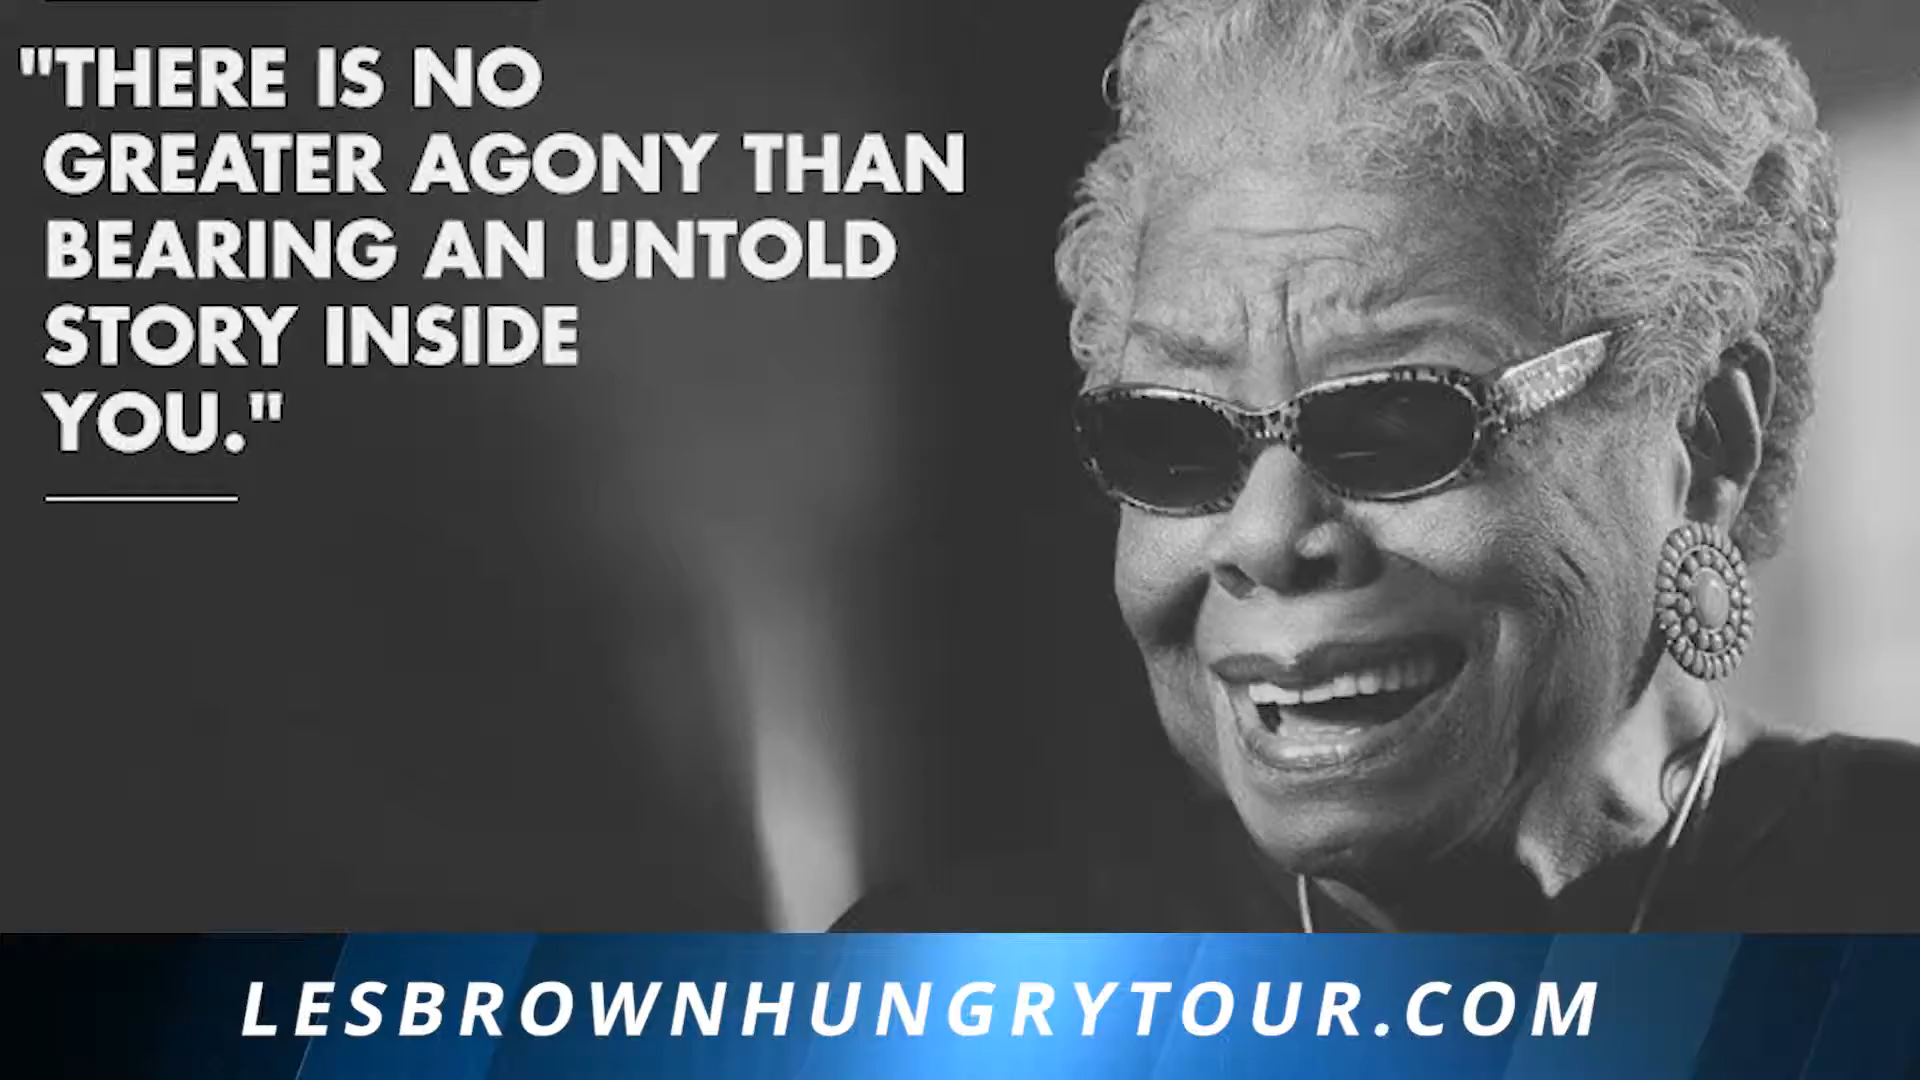 "THERE IS NO
GREATER AGONY THAN
BEARING AN UNTOLD
STORY INSIDE
YOU."
LESBROWNHUNGRYTOUR.COM